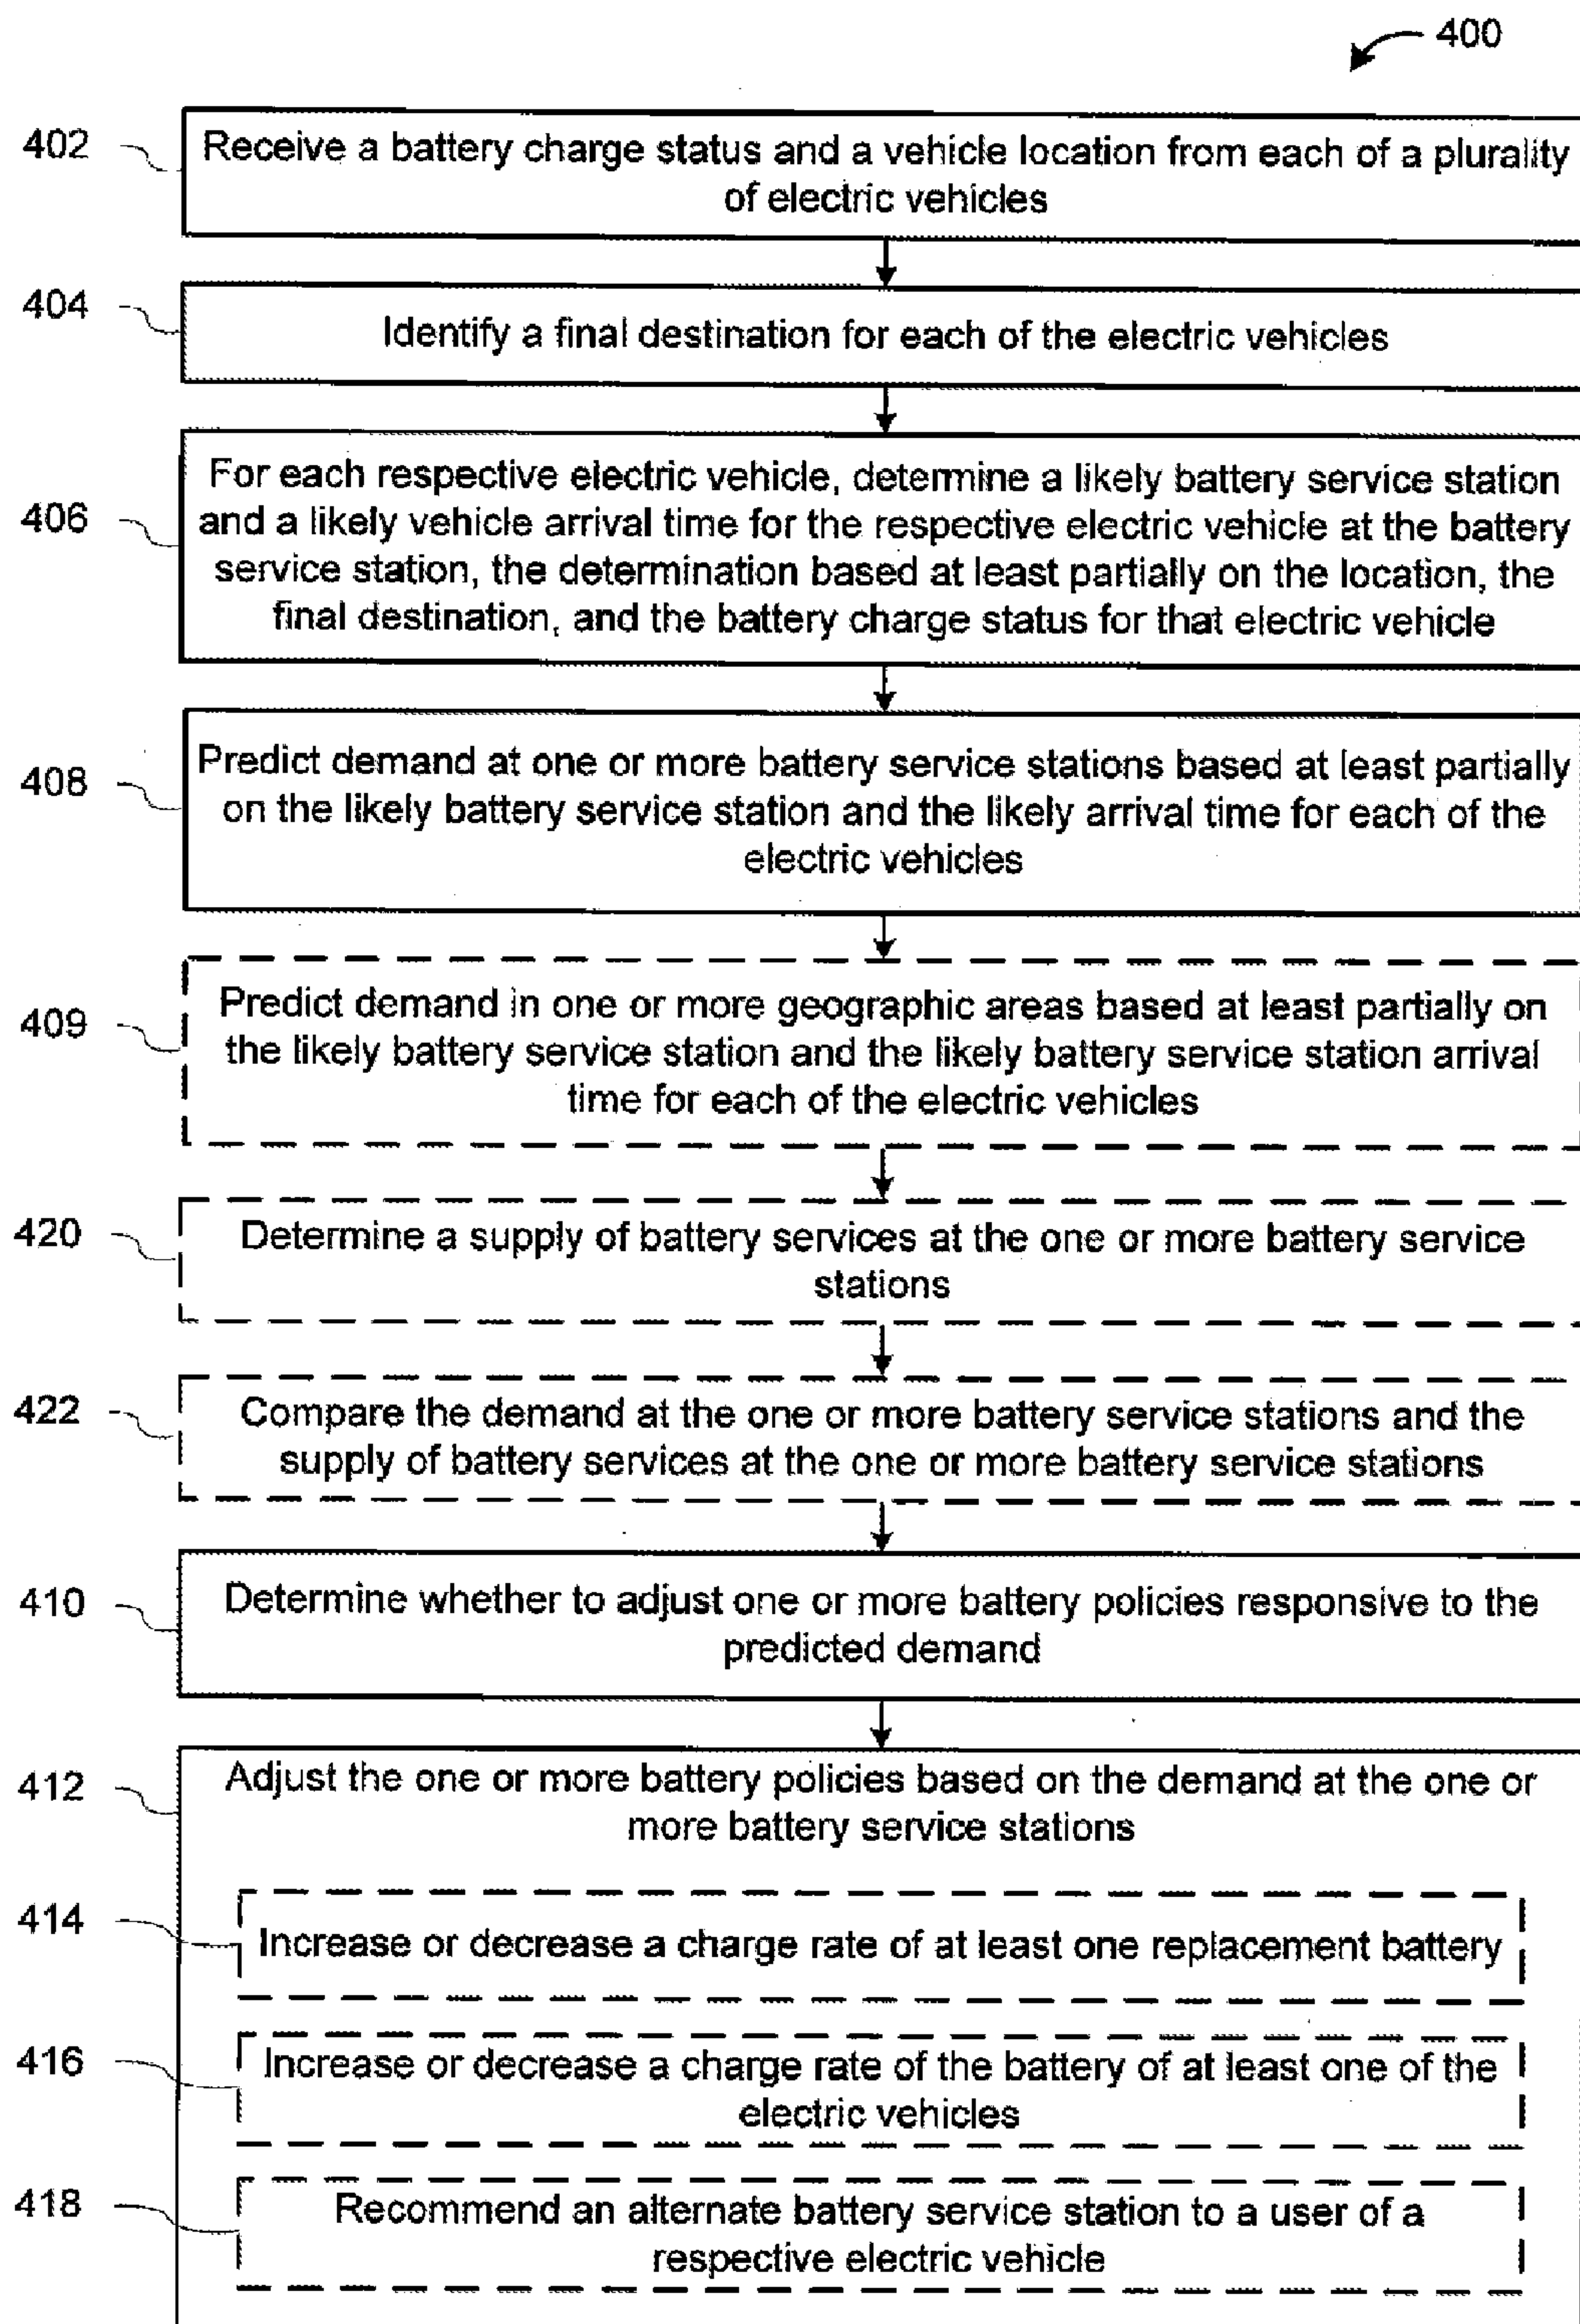 400
402
Receive a battery charge status and a vehicle location from each of a plurality
of electric vehicles
404
Identify a final destination for each of the electric vehicles
406
For each respective electric vehicle, determine a likely battery service station
and a likely vehicle arrival time for the respective electric vehicle at the battery
service station, the determination based at least partially on the location, the
final destination, and the battery charge status for that electric vehicle
408
Predict demand at one or more battery service stations based at least partially
on the likely battery service station and the likely arrival time for each of the
electric vehicles
409
Predict demand in one or more geographic areas based at least partially on
the likely battery service station and the likely battery service station arrival
time for each of the electric vehicles
420
Determine a supply of battery services at the one or more battery service
stations
422
Compare the demand at the one or more battery service stations and the
supply of battery services at the one or more battery service stations
410
Determine whether to adjust one or more battery policies responsive to the
predicted demand
412
Adjust the one or more battery policies based on the demand at the one or
more battery service stations
414
Increase or decrease a charge rate of at least one replacement battery
416
Increase or decrease a charge rate of the battery of at least one of the
electric vehicles
418
Recommend an alternate battery service station to a user of a
respective electric vehicle